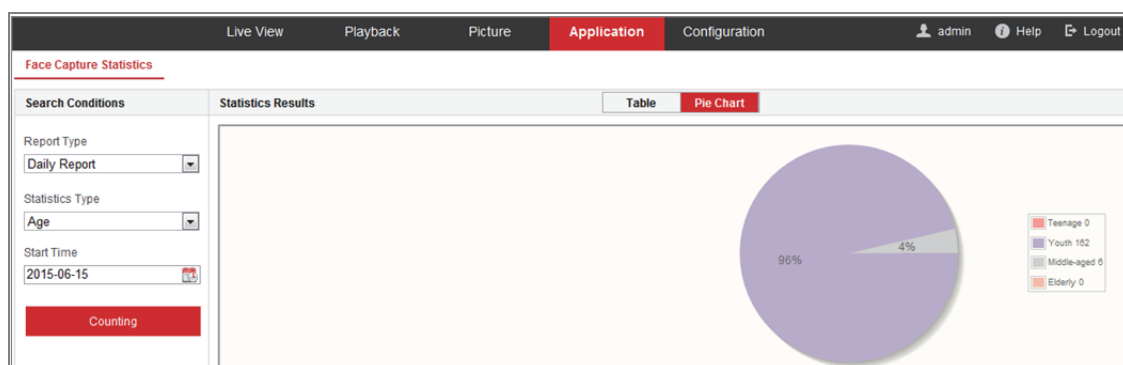 Live View Playback Picture Application Configuration admin Help Logout
Face Capture Statistics
Search Conditions Statistics Results Table Pie Chart
Report Type
Daily Report
Statistics Type
Age
Start Time
2015-06-15
Counting
96%
4%
Teenage 0
Youth 162
Middle-aged 6
Elderly 0